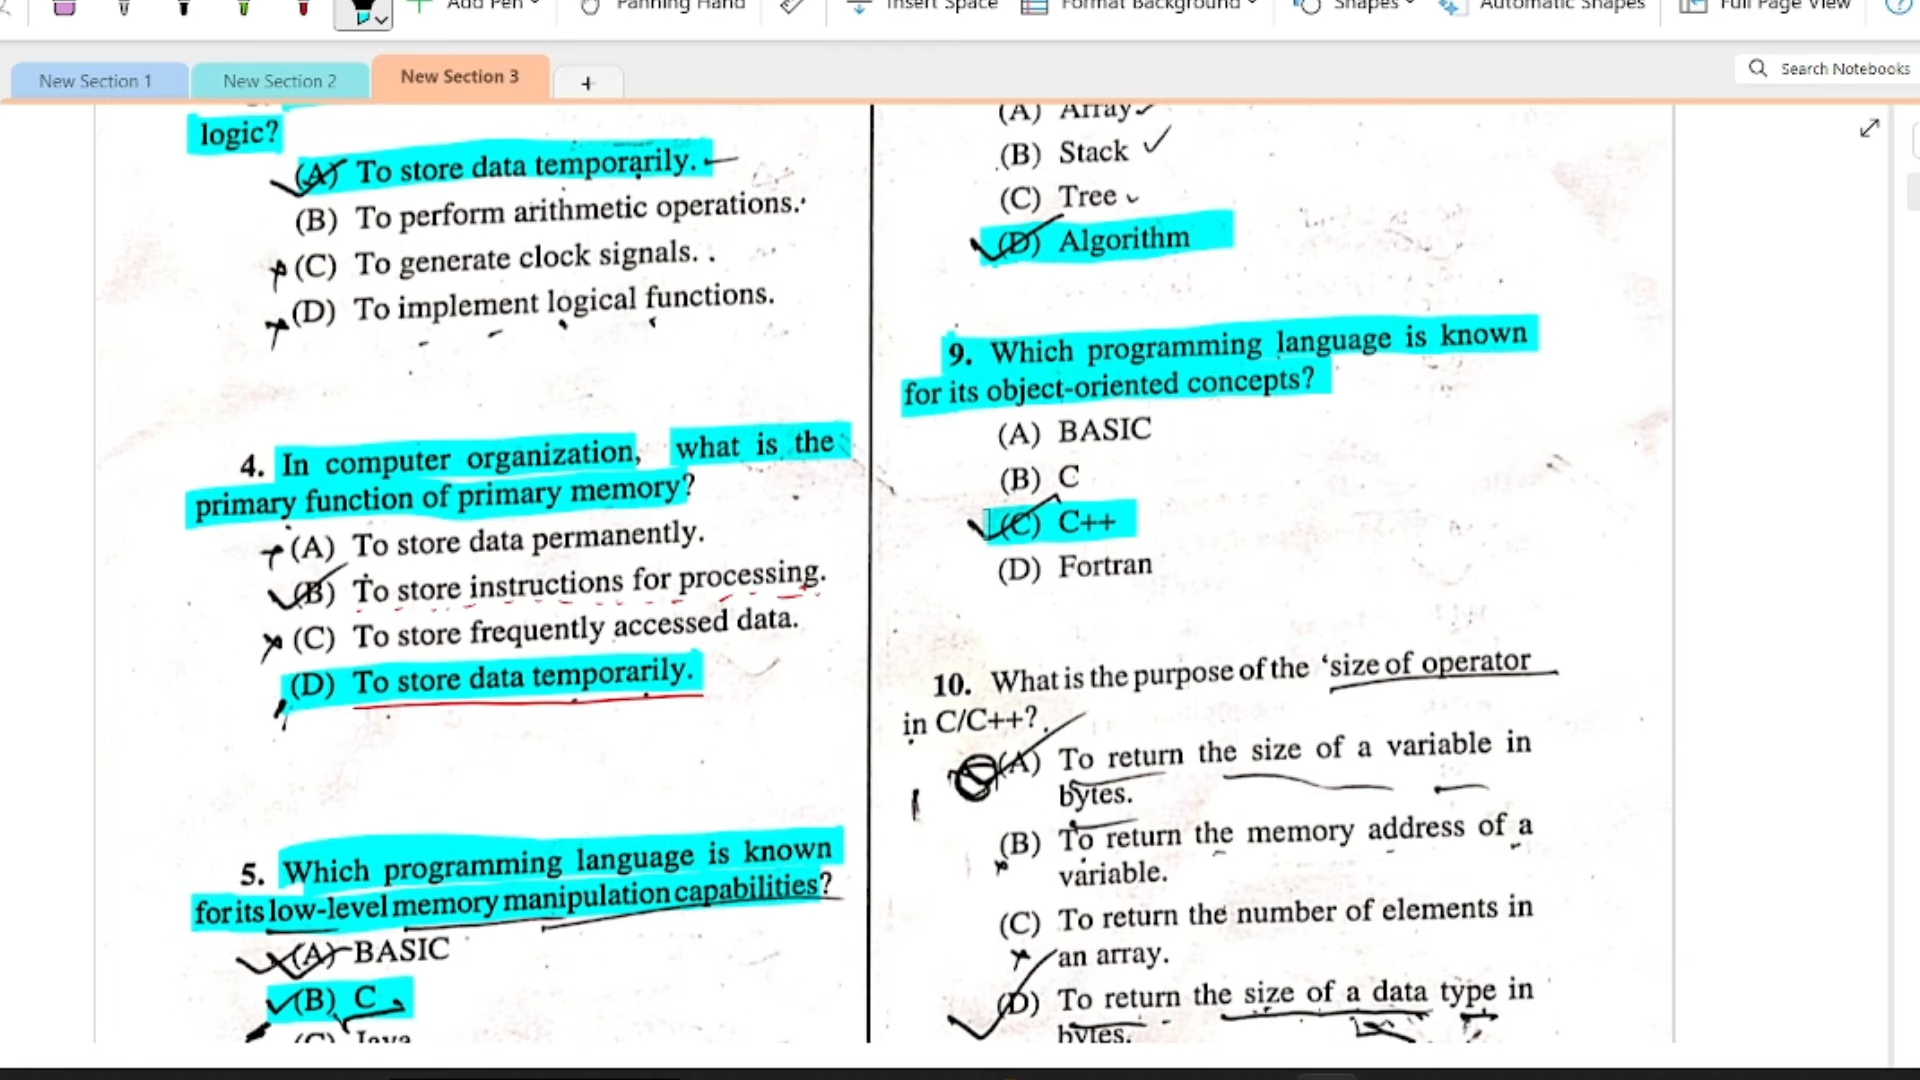 Add Pen
Panning Hand
Insert Space
Format Background
Shapes
Automatic Shapes
Full Page View
New Section 1
New Section 2
New Section 3
+
Search Notebooks
logic?
(A) To store data temporarily.
(B) To perform arithmetic operations.
(C) To generate clock signals.
(D) To implement logical functions.
4. In computer organization, what is the
primary function of primary memory?
(A) To store data permanently.
(B) To store instructions for processing.
(C) To store frequently accessed data.
(D) To store data temporarily.
5. Which programming language is known
for its low-level memory manipulation capabilities?
(A) BASIC
(B) C
(C) Java
(A) Array
(B) Stack
(C) Tree
(D) Algorithm
9. Which programming language is known
for its object-oriented concepts?
(A) BASIC
(B) C
(C) C++
(D) Fortran
10. What is the purpose of the ‘size of operator
in C/C++?
(A) To return the size of a variable in
bytes.
(B) To return the memory address of a
variable.
(C) To return the number of elements in
an array.
(D) To return the size of a data type in
bytes.